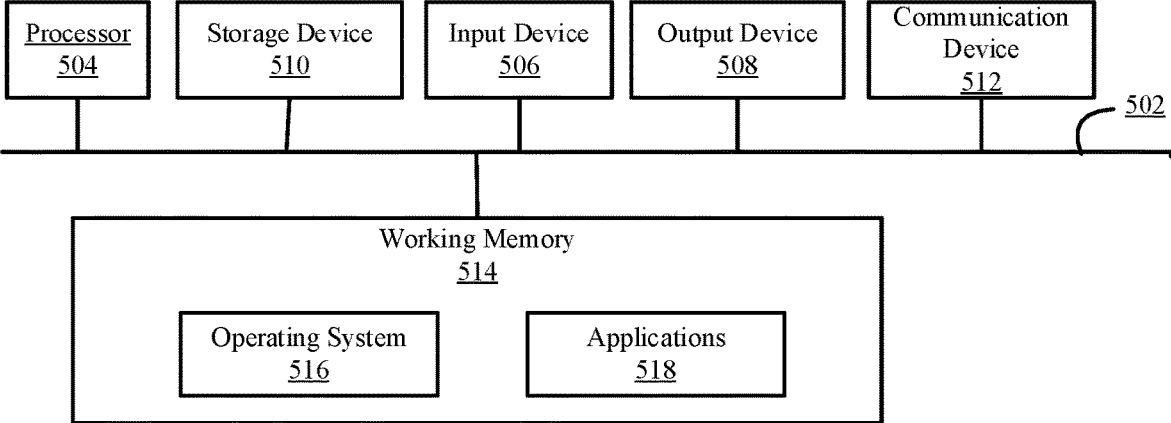 Processor
504
Storage Device
510
Input Device
506
Output Device
508
Communication
Device
512
502
Working Memory
514
Operating System
516
Applications
518